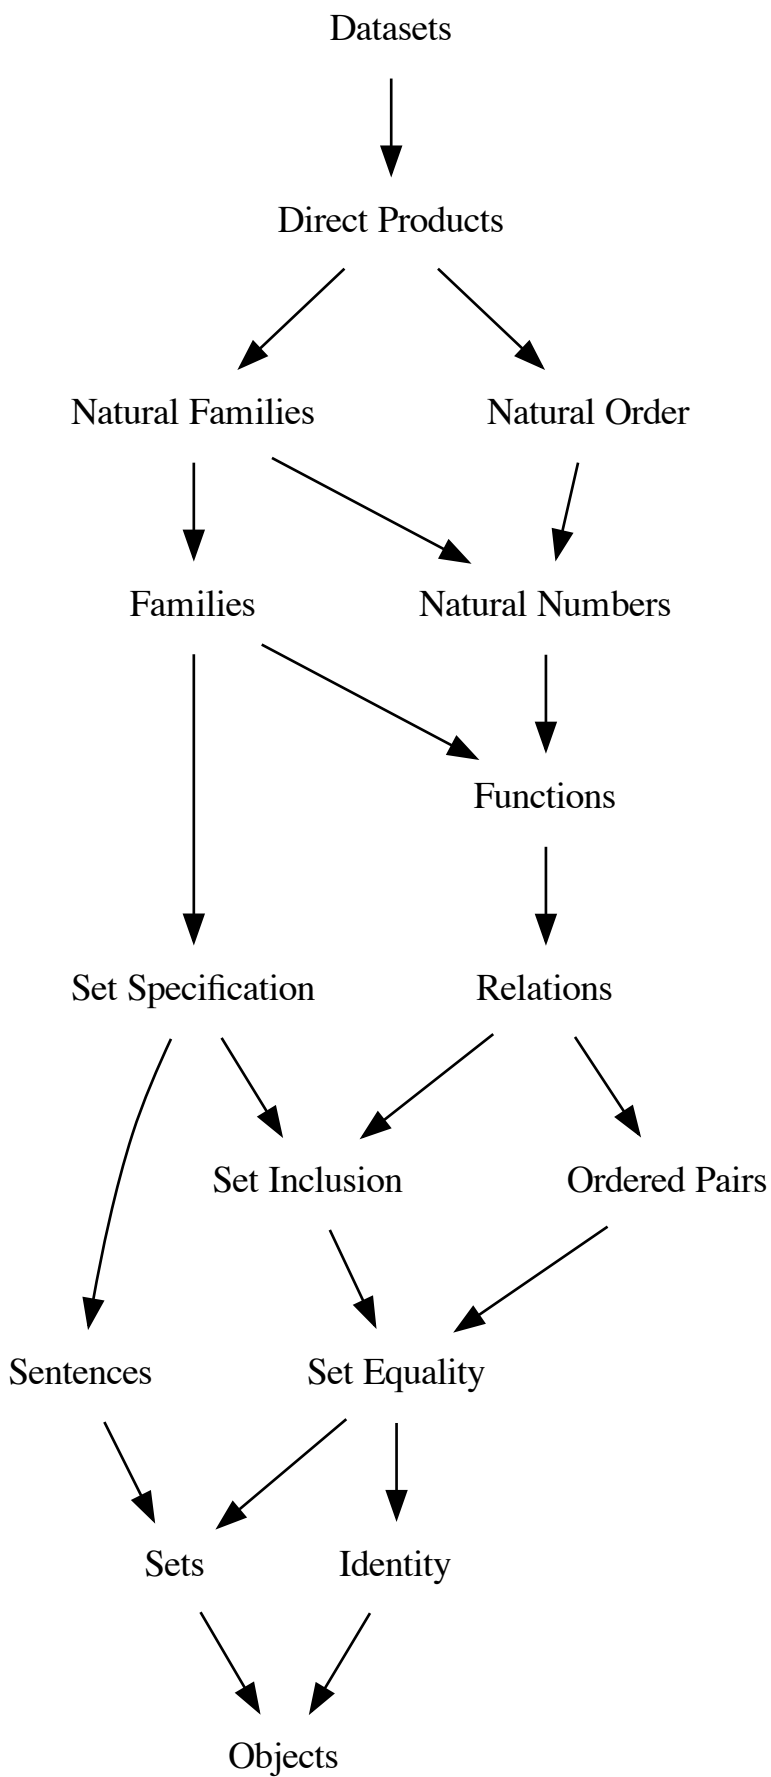 Datasets
Direct Products
Natural Families
Natural Order
Families
Natural Numbers
Functions
Set Specification
Relations
Set Inclusion
Ordered Pairs
Sentences
Set Equality
Sets
Identity
Objects